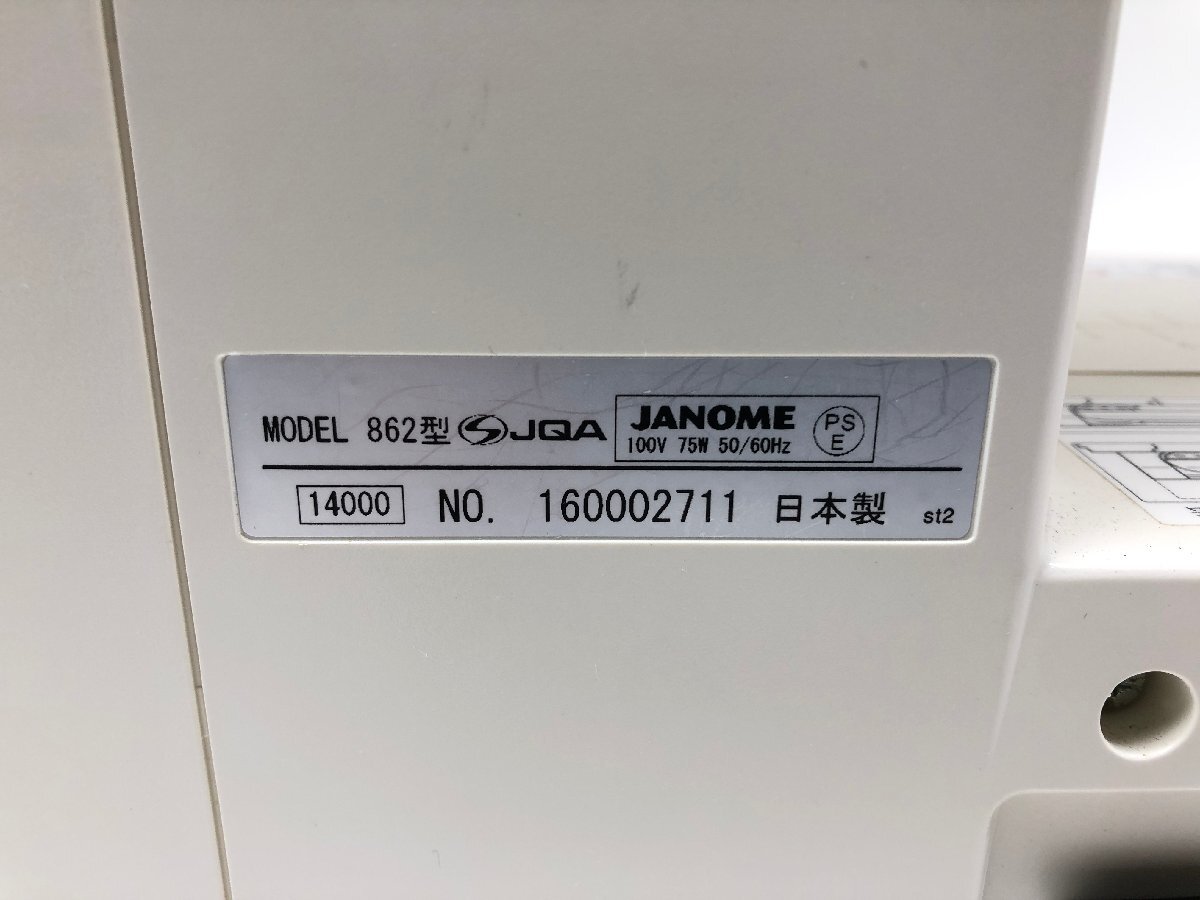 MODEL 862型 JQA JANOME PS E
100V 75W 50/60Hz
14000 NO. 160002711 日本製 st2